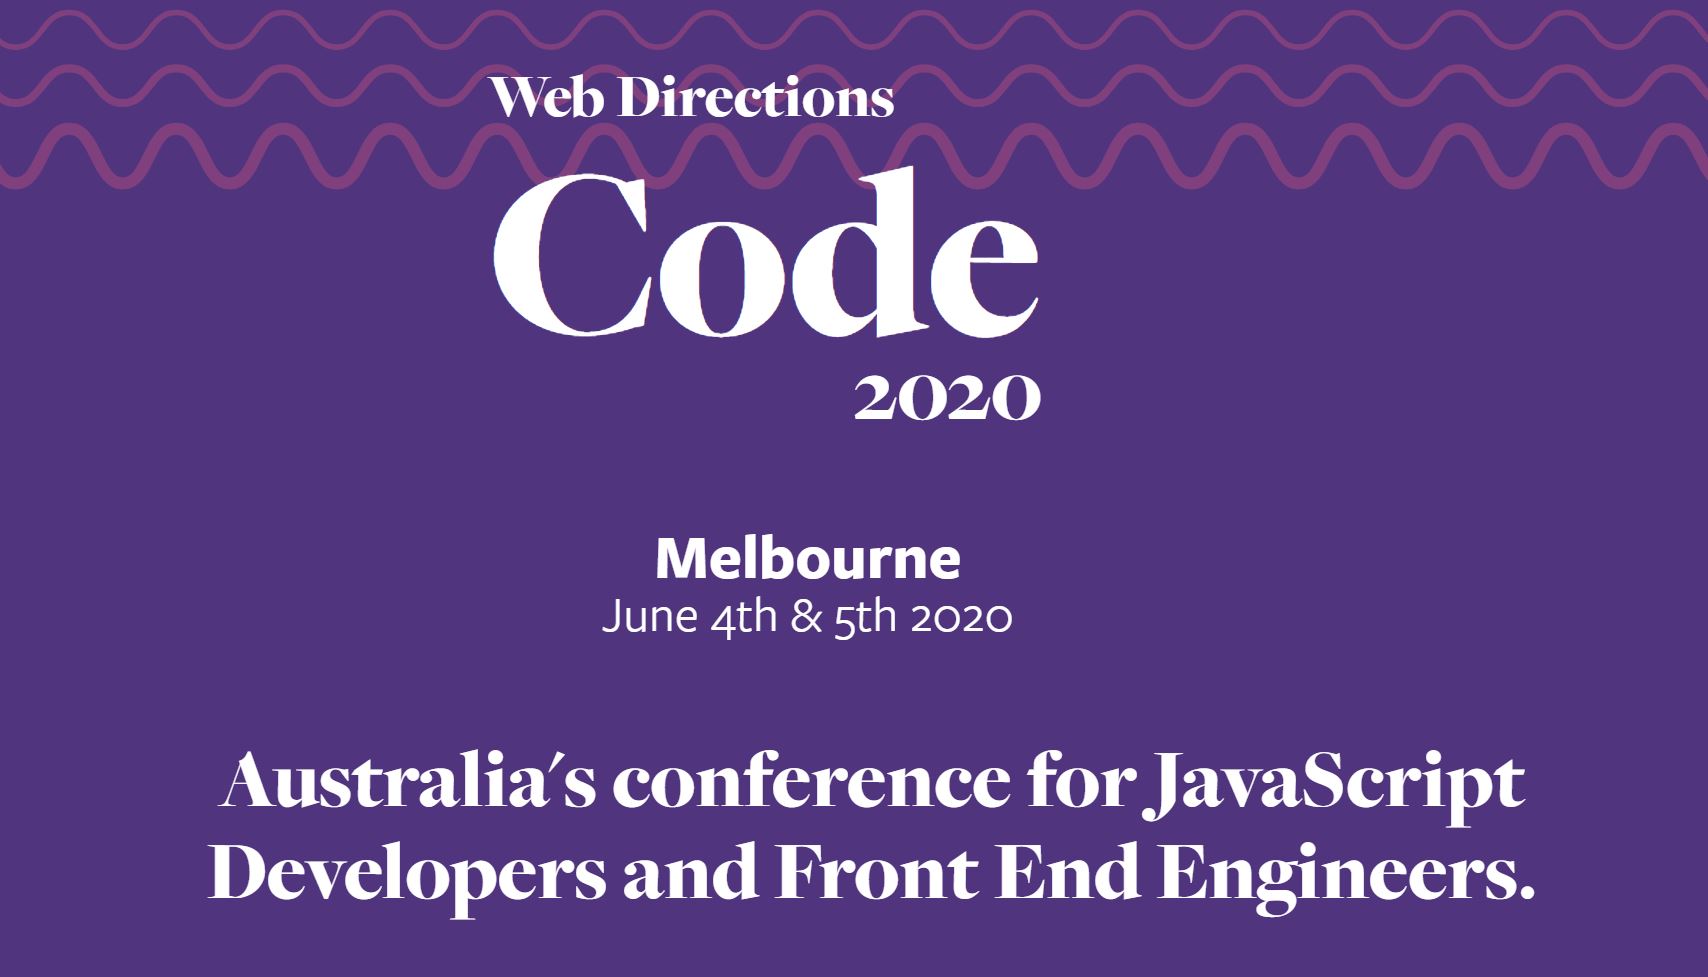 Web Directions
Code
2020
Melbourne
June 4th & 5th 2020
Australia's conference for JavaScript
Developers and Front End Engineers.